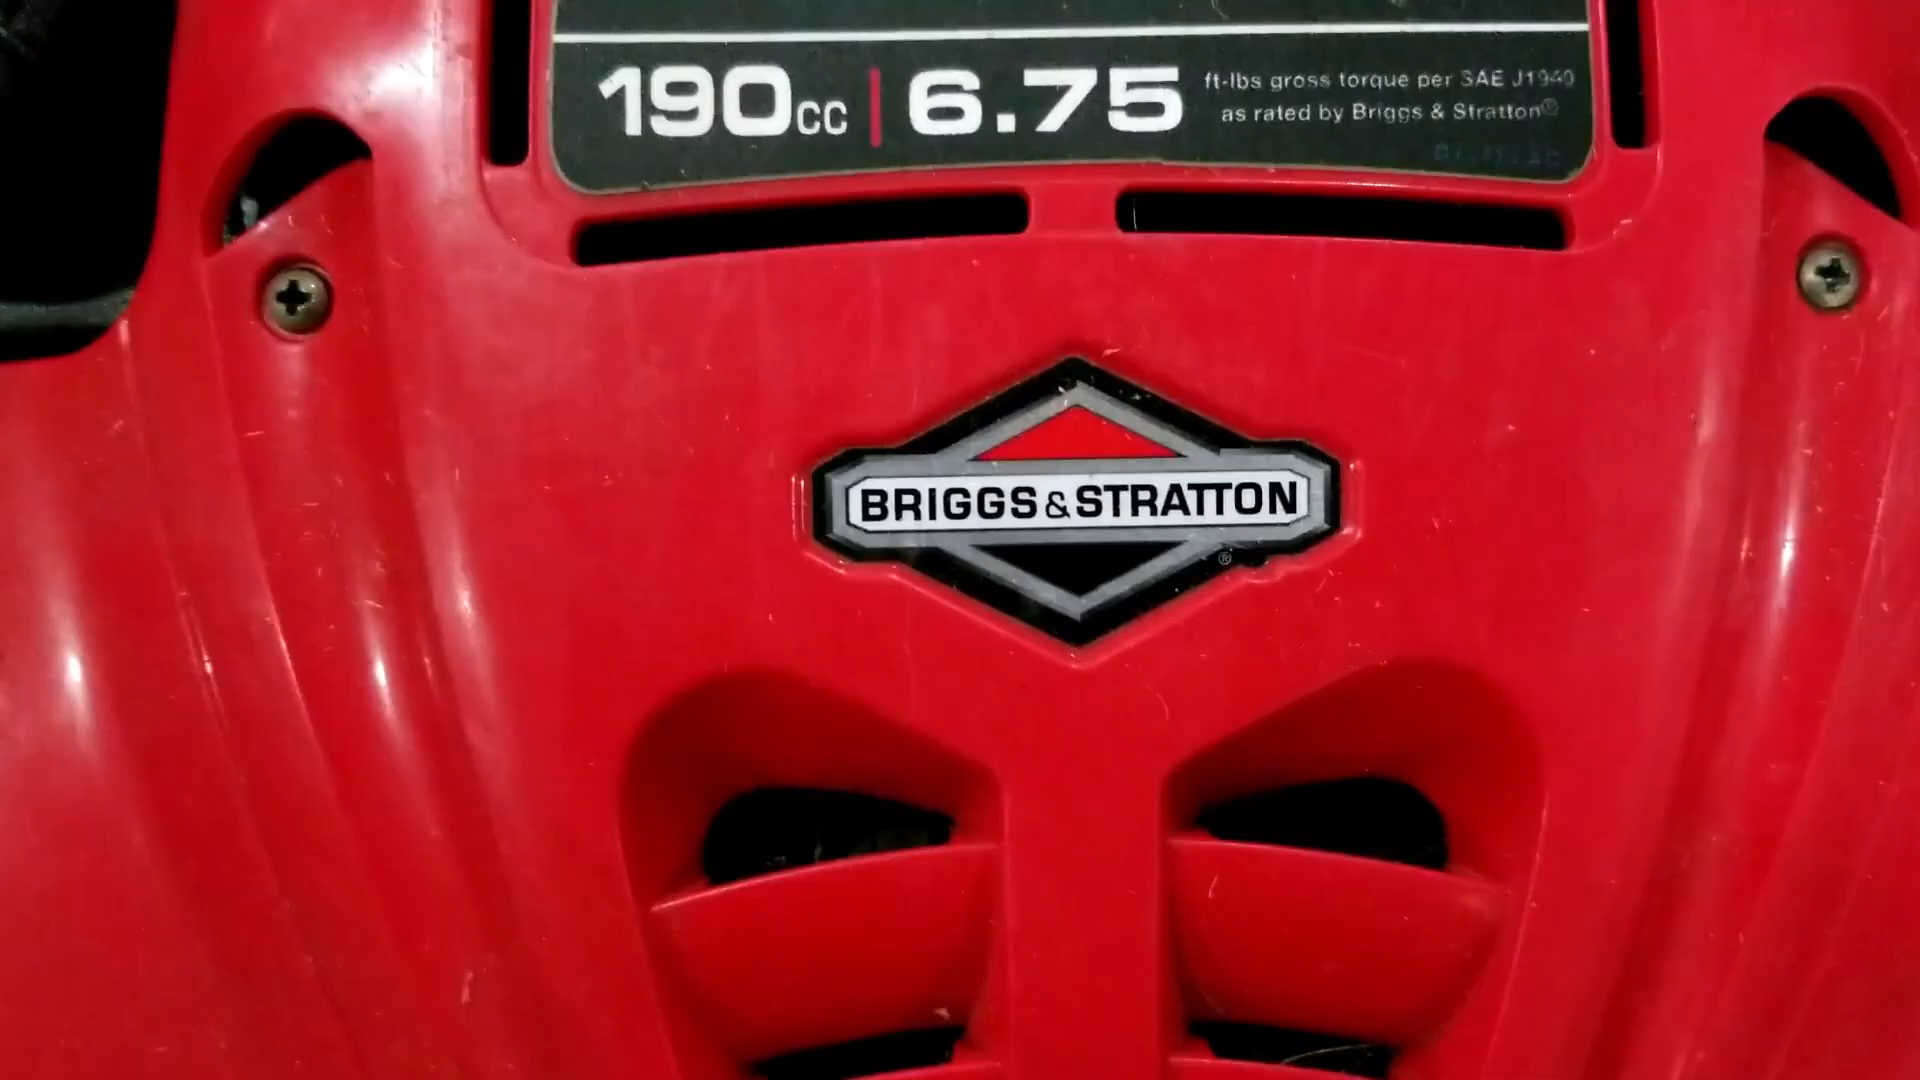 190cc | 6.75 ft-lbs gross torque per SAE J1940
as rated by Briggs & Stratton®
BRIGGS & STRATTON
®